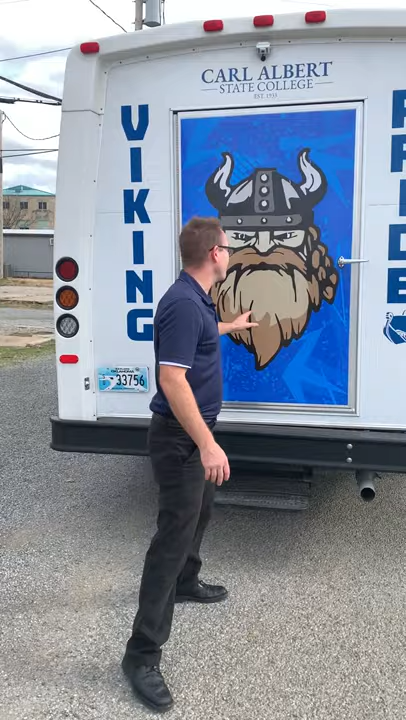 CARL ALBERT
STATE COLLEGE
EST. 1933
VIKING
PRIDE
33756